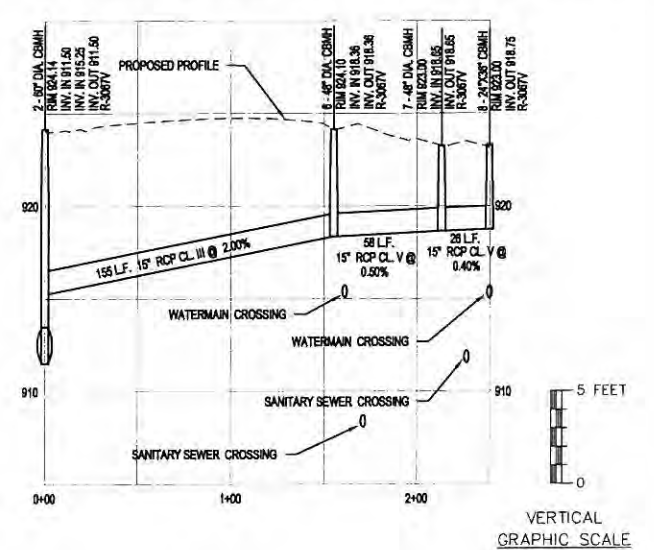 2 - 60" DIA. CBMH
RIM 924.14
INV. IN 911.50
INV. IN 915.25
INV. OUT 911.50
R-3067V
6 - 48" DIA. CBMH
RIM 924.10
INV. IN 918.36
INV. OUT 918.36
R-3067V
7 - 48" DIA. CBMH
RIM 923.00
INV. IN 918.65
INV. OUT 918.65
R-3067V
8 - 24"X36" CBMH
RIM 923.00
INV. OUT 918.75
R-3067V
PROPOSED PROFILE
920
920
155 L.F. 15" RCP CL. III @ 2.00%
58 L.F.
15" RCP CL. V @
0.50%
26 L.F.
15" RCP CL. V @
0.40%
WATERMAIN CROSSING
WATERMAIN CROSSING
910
910
SANITARY SEWER CROSSING
SANITARY SEWER CROSSING
0+00
1+00
2+00
5 FEET
0
VERTICAL
GRAPHIC SCALE